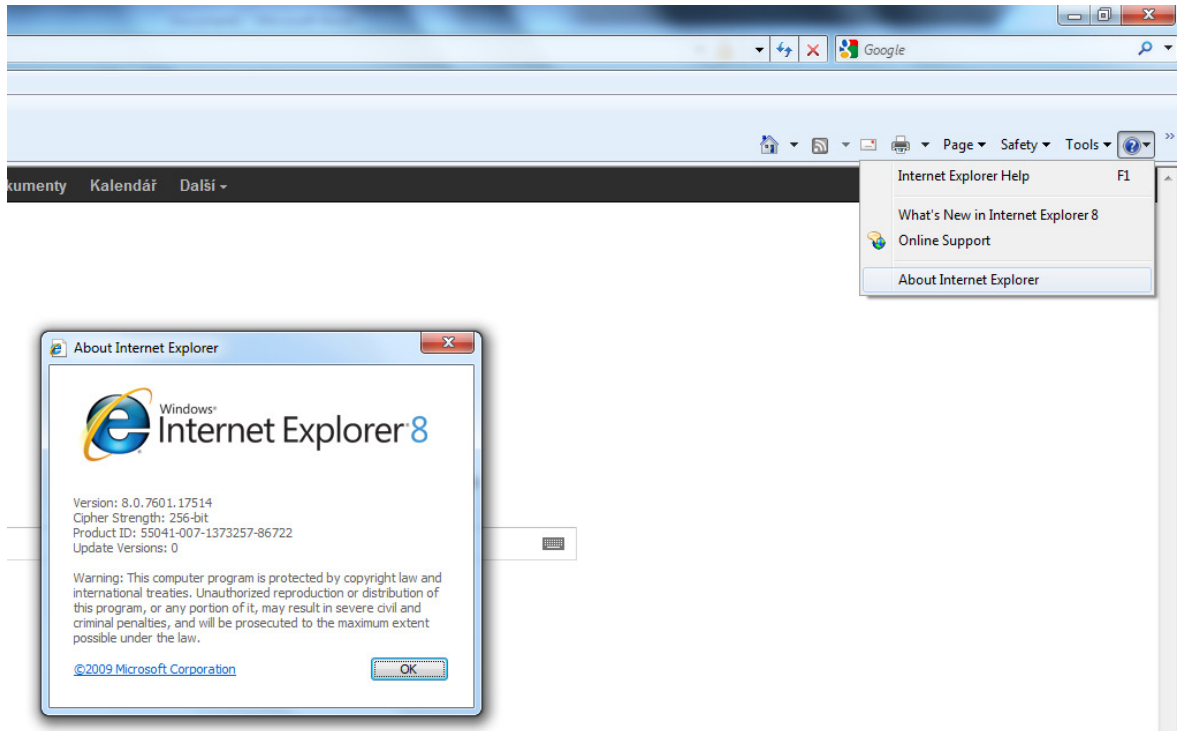 Google
Page Safety Tools »
kumenty Kalendář Další
Internet Explorer Help F1
What's New in Internet Explorer 8
Online Support
About Internet Explorer
About Internet Explorer
Windows®
Internet Explorer 8
Version: 8.0.7601.17514
Cipher Strength: 256-bit
Product ID: 55041-007-1373257-86722
Update Versions: 0
Warning: This computer program is protected by copyright law and
international treaties. Unauthorized reproduction or distribution of
this program, or any portion of it, may result in severe civil and
criminal penalties, and will be prosecuted to the maximum extent
possible under the law.
©2009 Microsoft Corporation OK